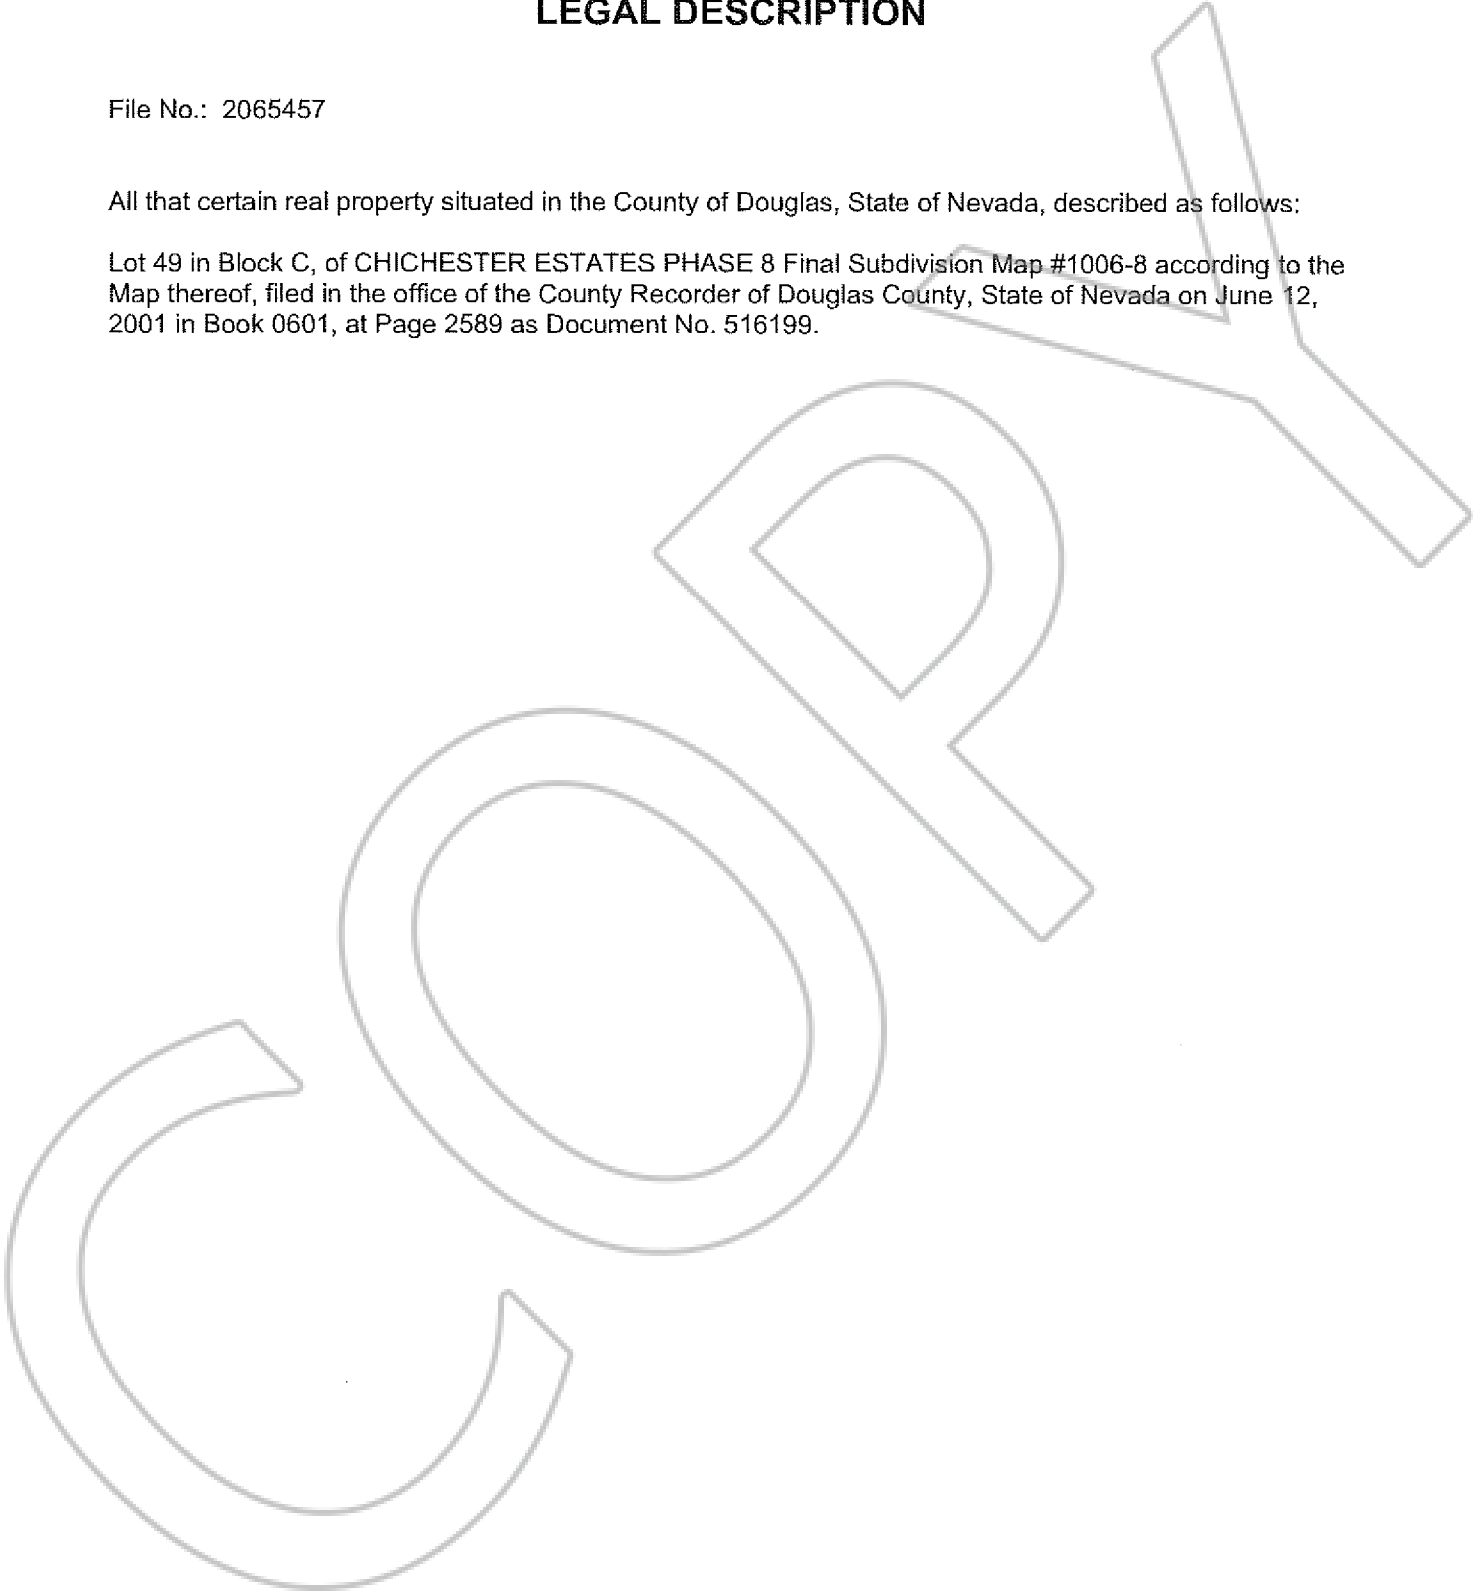 LEGAL DESCRIPTION
File No.: 2065457
All that certain real property situated in the County of Douglas, State of Nevada, described as follows:
Lot 49 in Block C, of CHICHESTER ESTATES PHASE 8 Final Subdivision Map #1006-8 according to the
Map thereof, filed in the office of the County Recorder of Douglas County, State of Nevada on June 12,
2001 in Book 0601, at Page 2589 as Document No. 516199.
COPY